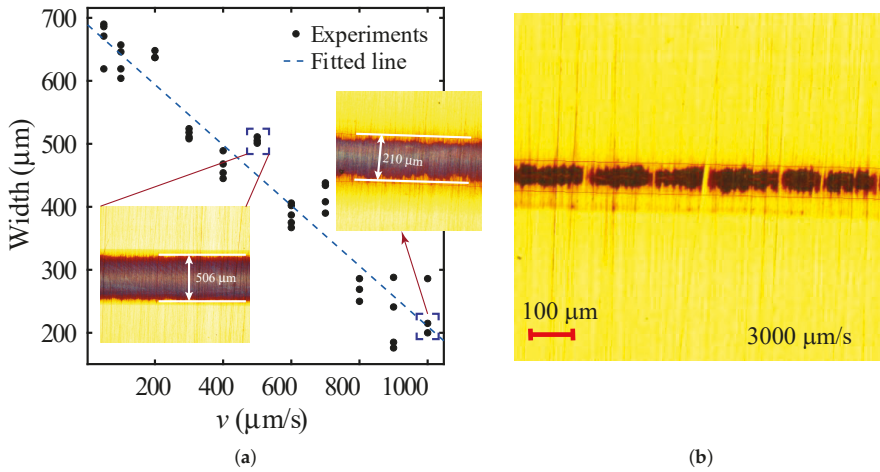 700
600
500
400
300
200
Width (μm)
Experiments
Fitted line
210 μm
506 μm
200
400
600
800
1000
v (μm/s)
(a)
100 μm
3000 μm/s
(b)